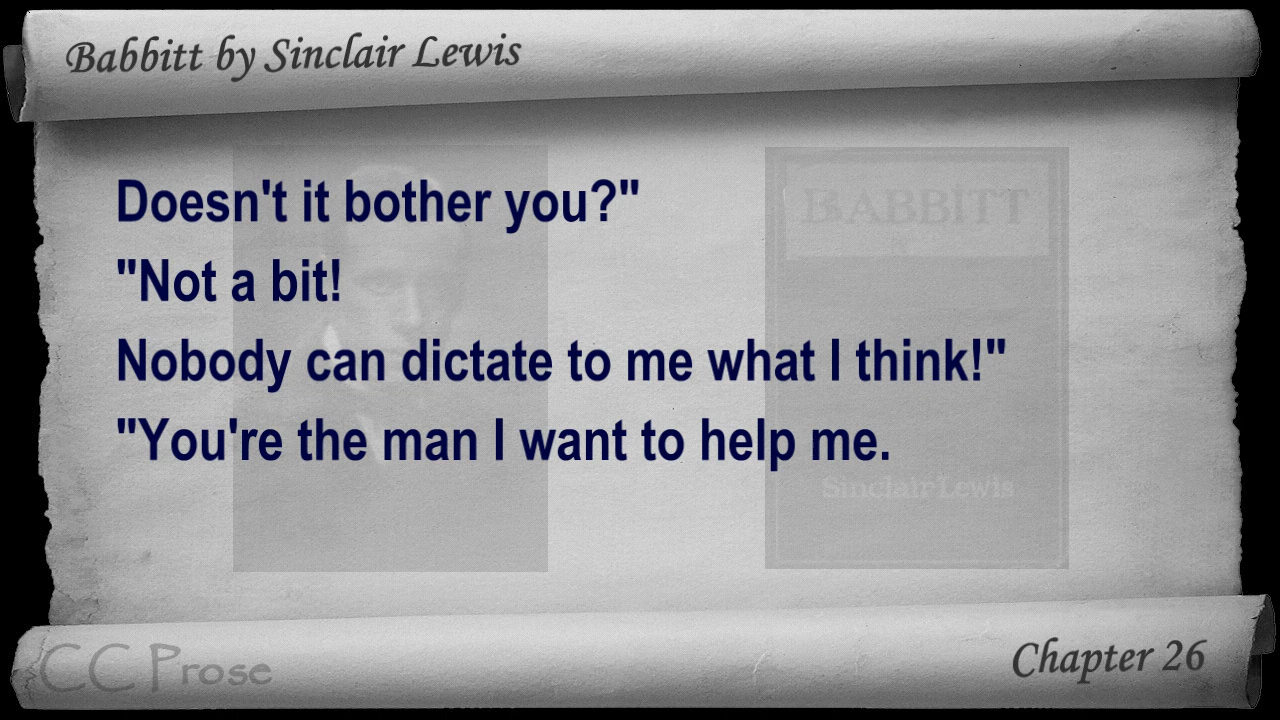 Babbitt by Sinclair Lewis
Doesn't it bother you?"
"Not a bit!
Nobody can dictate to me what I think!"
"You're the man I want to help me.
BABBITT
Sinclair Lewis
CC Prose
Chapter 26